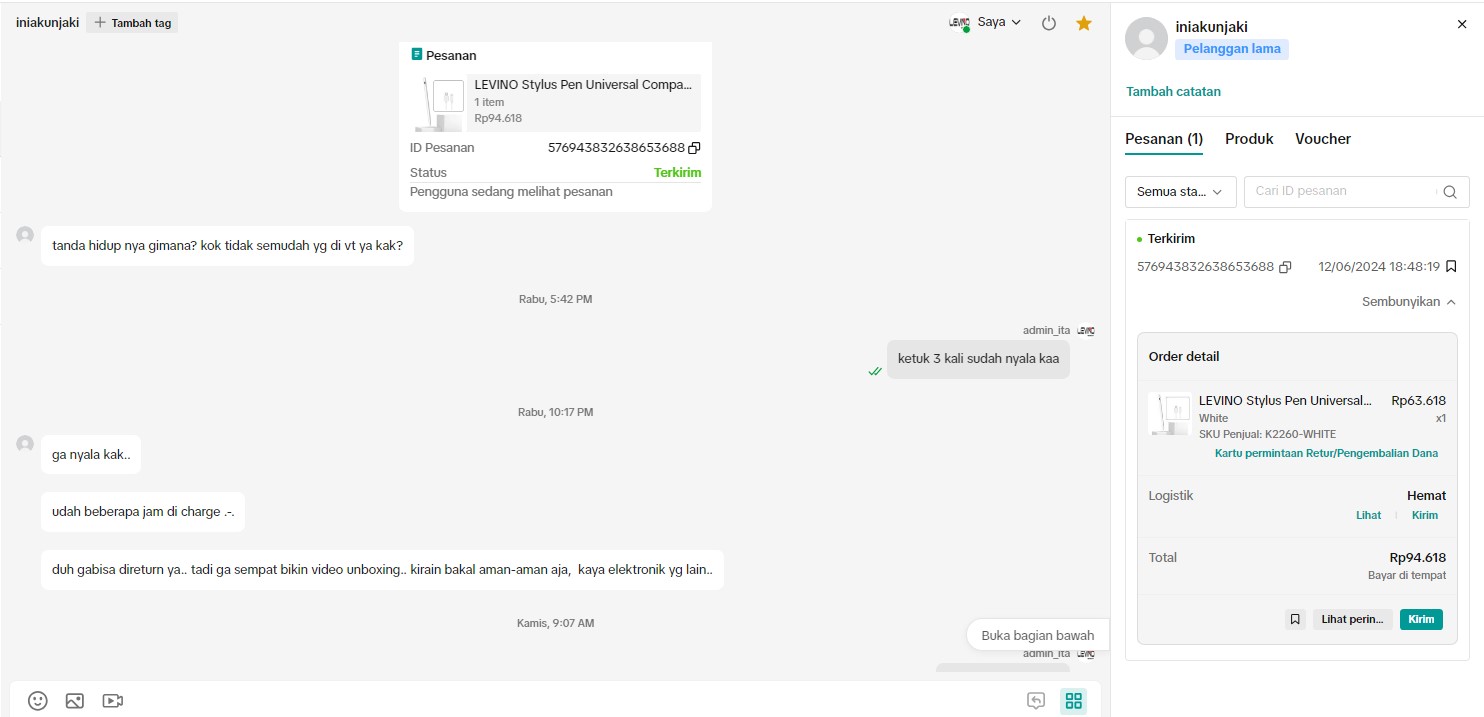 iniakunjaki
Tambah tag
LEVINO
Saya
Pesanan
LEVINO Stylus Pen Universal Compa...
1 item
Rp94.618
ID Pesanan
576943832638653688
Status
Terkirim
Pengguna sedang melihat pesanan
tanda hidup nya gimana? kok tidak semudah yg di vt ya kak?
Rabu, 5:42 PM
admin_ita
LEVINO
ketuk 3 kali sudah nyala kaa
Rabu, 10:17 PM
ga nyala kak..
udah beberapa jam di charge .-.
duh gabisa direturn ya.. tadi ga sempat bikin video unboxing.. kirain bakal aman-aman aja, kaya elektronik yg lain..
Kamis, 9:07 AM
Buka bagian bawah
admin_ita
LEVINO
iniakunjaki
Pelanggan lama
Tambah catatan
Pesanan (1)
Produk
Voucher
Semua sta...
Cari ID pesanan
Terkirim
576943832638653688
12/06/2024 18:48:19
Sembunyikan
Order detail
LEVINO Stylus Pen Universal...
Rp63.618
White
x1
SKU Penjual: K2260-WHITE
Kartu permintaan Retur/Pengembalian Dana
Logistik
Hemat
Lihat
Kirim
Total
Rp94.618
Bayar di tempat
Lihat perin...
Kirim